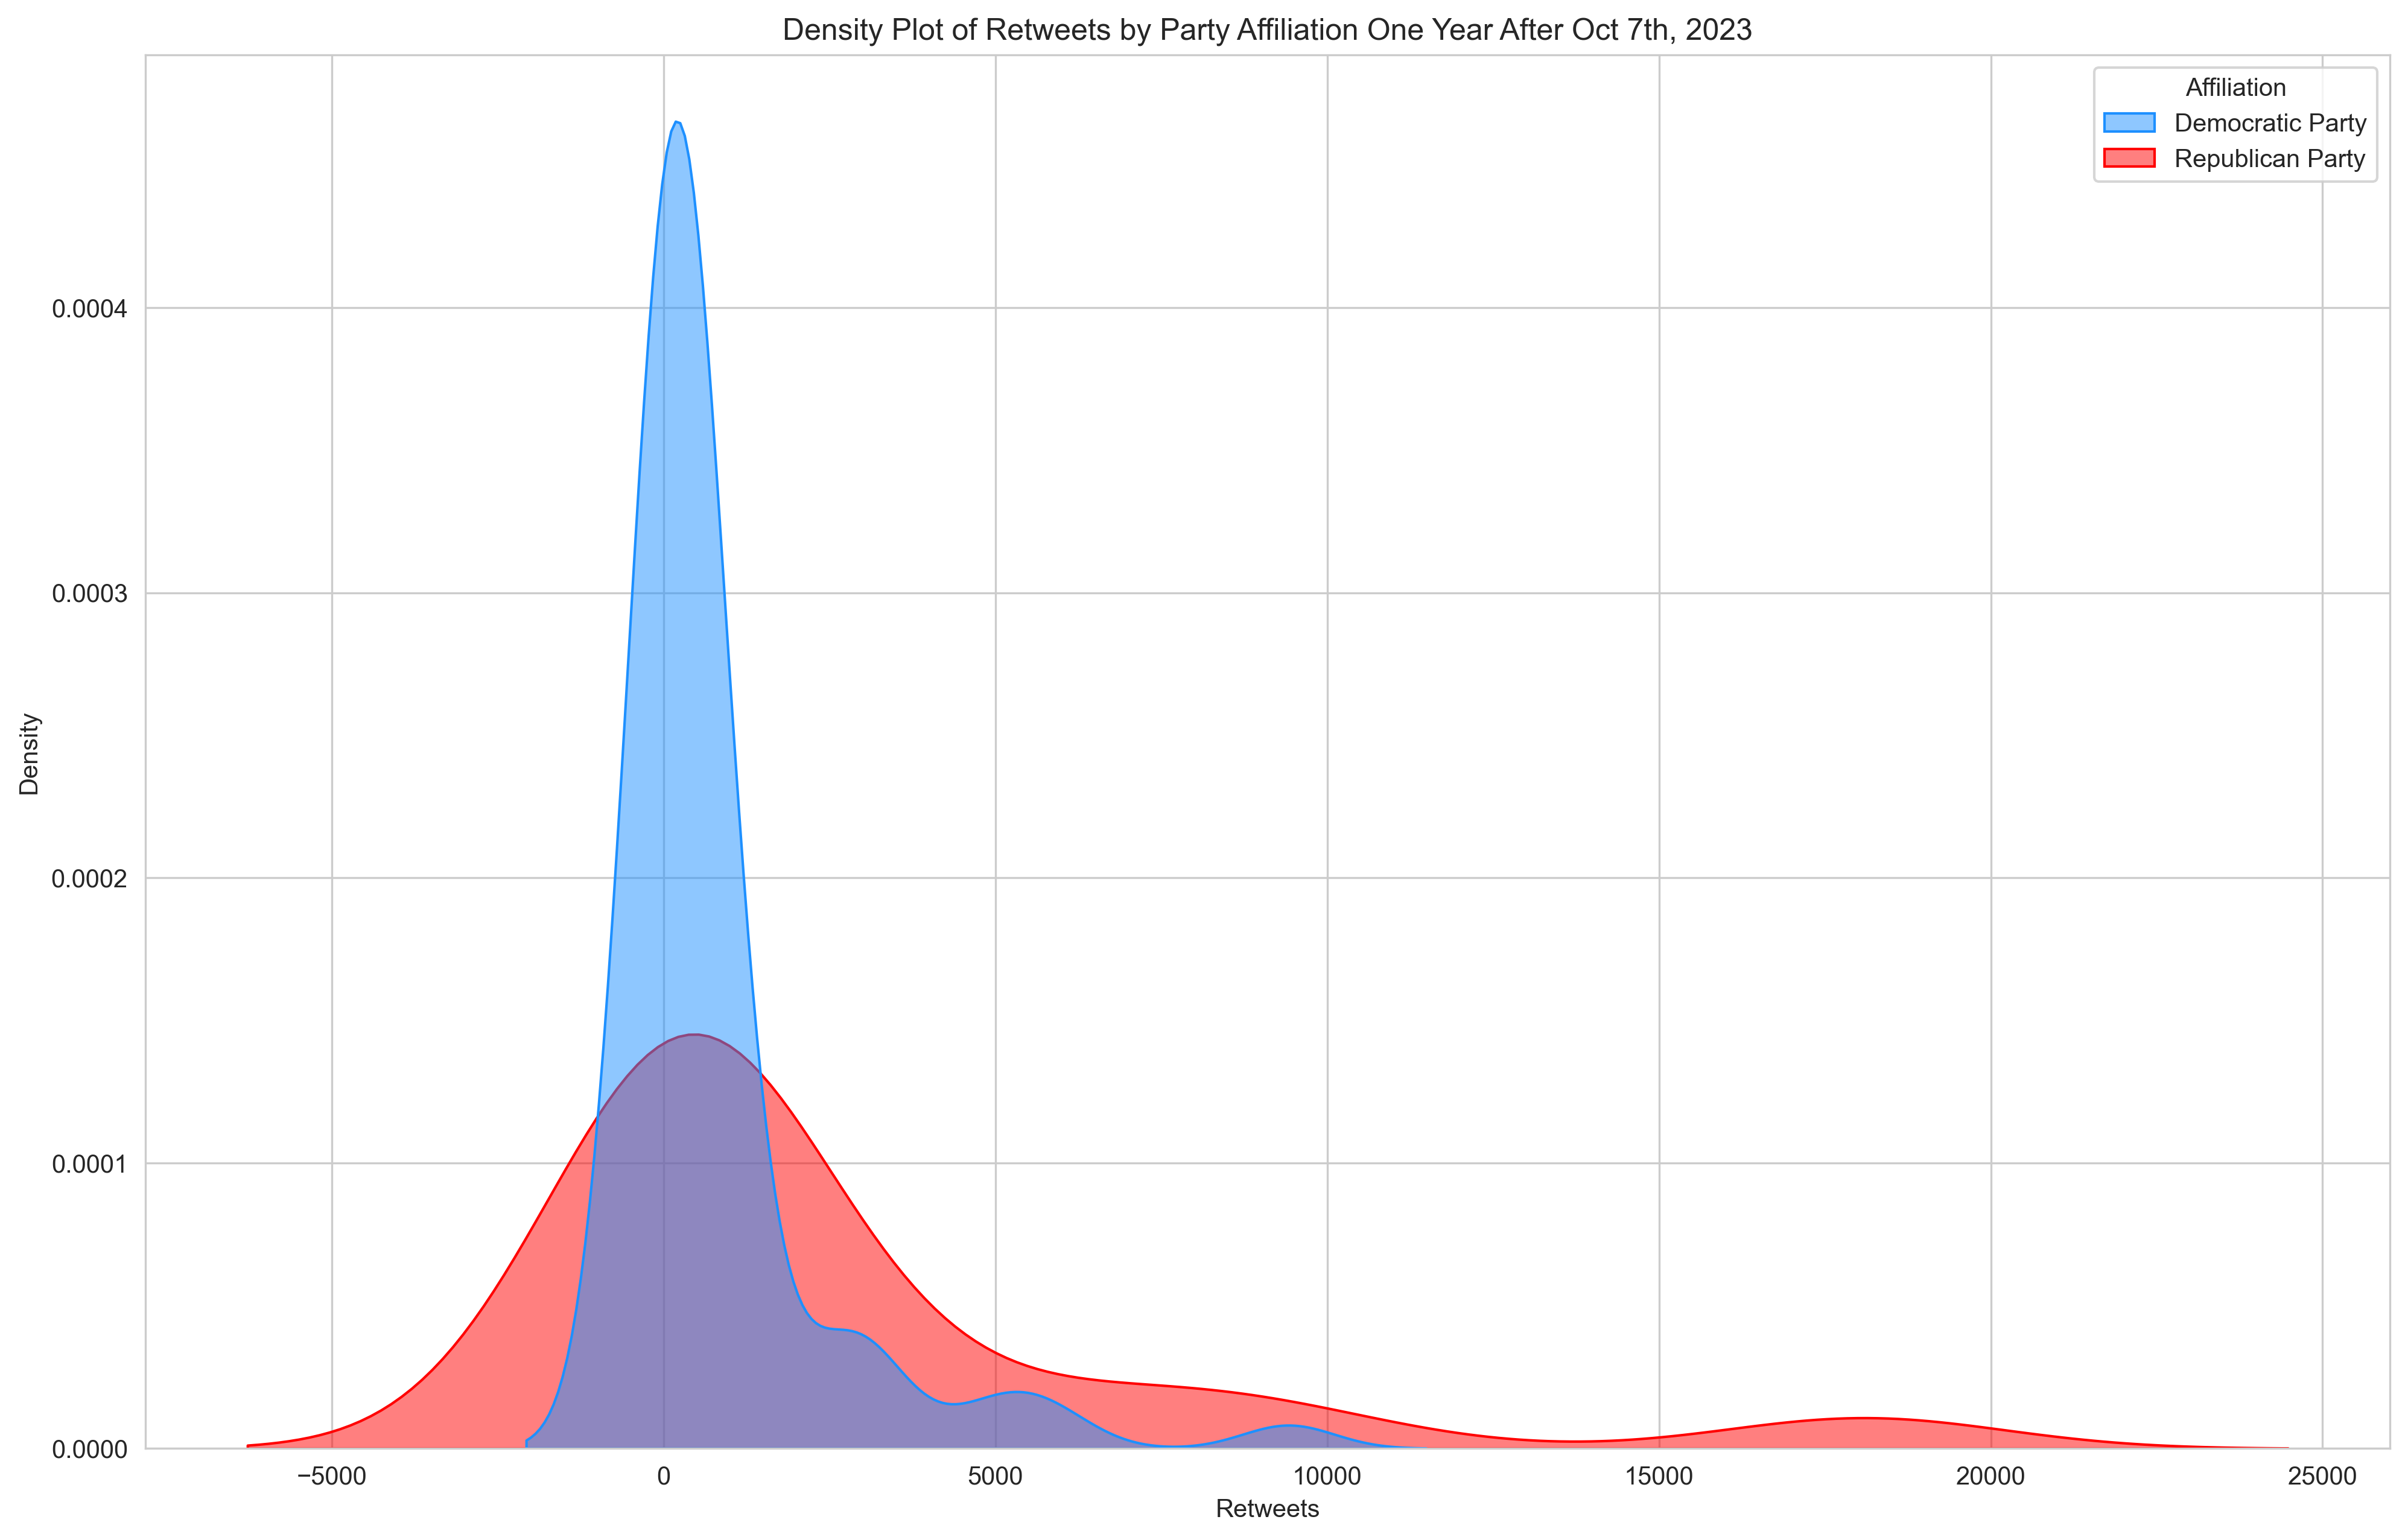 Density Plot of Retweets by Party Affiliation One Year After Oct 7th, 2023
Affiliation
Democratic Party
Republican Party
0.0004
0.0003
0.0002
0.0001
0.0000
Density
−5000 0 5000 10000 15000 20000 25000
Retweets